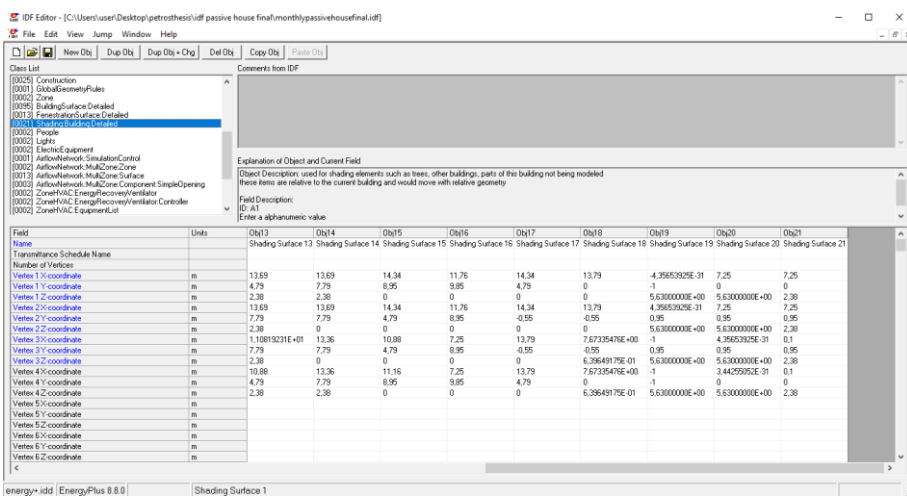 IDF Editor - [C:\Users\user\Desktop\petrosthesis\idf passive house final\monthlypassivehousefinal.idf]
File Edit View Jump Window Help
New Obj Dup Obj Dup Obj + Chg Del Obj Copy Obj Paste Obj
Class List Comments from IDF
[0025] Construction
[0001] GlobalGeometryRules
[0002] Zone
[0095] BuildingSurface:Detailed
[0013] FenestrationSurface:Detailed
[0021] Shading:Building:Detailed
[0002] People
[0002] Lights
[0002] ElectricEquipment
[0001] AirflowNetwork:SimulationControl
[0002] AirflowNetwork:MultiZone:Zone
[0013] AirflowNetwork:MultiZone:Surface
[0003] AirflowNetwork:MultiZone:Component:SimpleOpening
[0002] ZoneHVAC:EnergyRecoveryVentilator
[0002] ZoneHVAC:EnergyRecoveryVentilator:Controller
[0002] ZoneHVAC:EquipmentList
Explanation of Object and Current Field
Object Description: used for shading elements such as trees, other buildings, parts of this building not being modeled
these items are relative to the current building and would move with relative geometry
Field Description:
ID: A1
Enter a alphanumeric value
Field Units Obj13 Obj14 Obj15 Obj16 Obj17 Obj18 Obj19 Obj20 Obj21
Name Shading Surface 13 Shading Surface 14 Shading Surface 15 Shading Surface 16 Shading Surface 17 Shading Surface 18 Shading Surface 19 Shading Surface 20 Shading Surface 21
Transmittance Schedule Name
Number of Vertices
Vertex 1 X-coordinate m 13,69 13,69 14,34 11,76 14,34 13,79 -4,35653925E-31 7,25 7,25
Vertex 1 Y-coordinate m 4,79 7,79 8,95 9,85 4,79 0 -1 0 0
Vertex 1 Z-coordinate m 2,38 2,38 0 0 0 0 5,63000000E+00 5,63000000E+00 2,38
Vertex 2 X-coordinate m 13,69 13,69 14,34 11,76 14,34 13,79 4,35653925E-31 7,25 7,25
Vertex 2 Y-coordinate m 7,79 7,79 4,79 8,95 -0,55 -0,55 0,95 0,95 0,95
Vertex 2 Z-coordinate m 2,38 0 0 0 0 0 5,63000000E+00 5,63000000E+00 2,38
Vertex 3 X-coordinate m 1,10819231E+01 13,36 10,88 7,25 13,79 7,67335476E+00 -1 4,35653925E-31 0,1
Vertex 3 Y-coordinate m 7,79 7,79 4,79 8,95 -0,55 -0,55 0,95 0,95 0,95
Vertex 3 Z-coordinate m 2,38 0 0 0 0 6,39649175E-01 5,63000000E+00 5,63000000E+00 2,38
Vertex 4 X-coordinate m 10,88 13,36 11,16 7,25 13,79 7,67335476E+00 -1 3,44255052E-31 0,1
Vertex 4 Y-coordinate m 4,79 7,79 8,95 9,85 4,79 0 -1 0 0
Vertex 4 Z-coordinate m 2,38 2,38 0 0 0 6,39649175E-01 5,63000000E+00 5,63000000E+00 2,38
Vertex 5 X-coordinate m
Vertex 5 Y-coordinate m
Vertex 5 Z-coordinate m
Vertex 6 X-coordinate m
Vertex 6 Y-coordinate m
Vertex 6 Z-coordinate m
energy+.idd EnergyPlus 8.8.0 Shading Surface 1